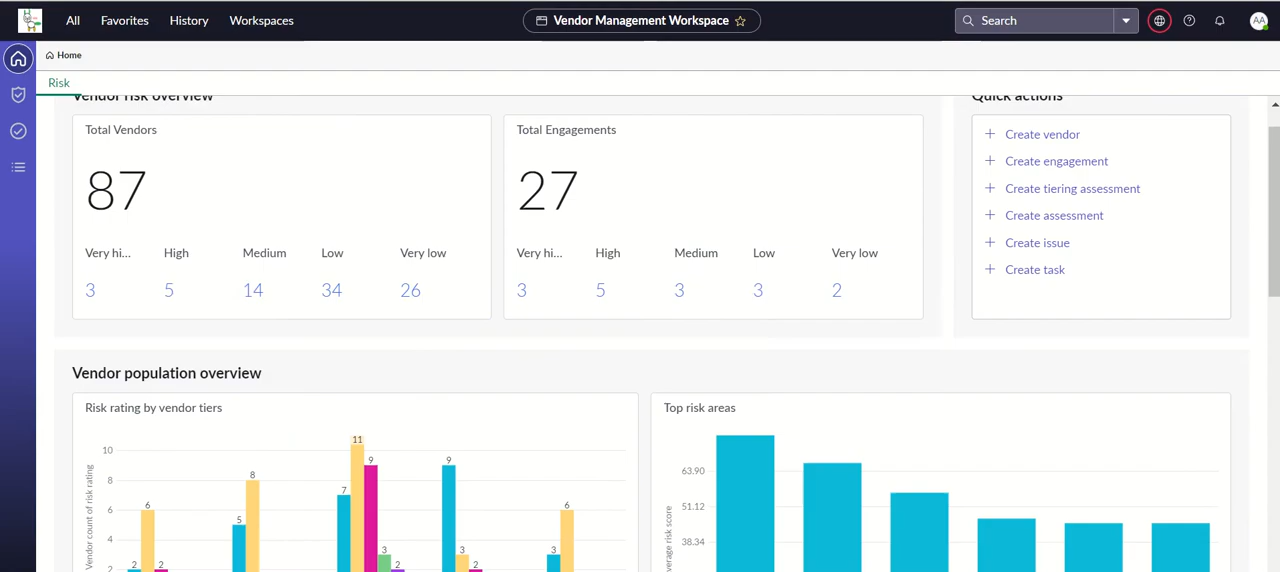 All Favorites History Workspaces Vendor Management Workspace Search AA
Home
Risk
Vendor risk overview Quick actions
Total Vendors
87
Very hi... High Medium Low Very low
3 5 14 34 26
Total Engagements
27
Very hi... High Medium Low Very low
3 5 3 3 2
Create vendor
Create engagement
Create tiering assessment
Create assessment
Create issue
Create task
Vendor population overview
Risk rating by vendor tiers
Vendor count of risk rating
10
8
6
4
2
2 6 2
5 8
7 11 9 3 2
9 3 2
3 6
Top risk areas
63.90
51.12
38.34
verage risk score